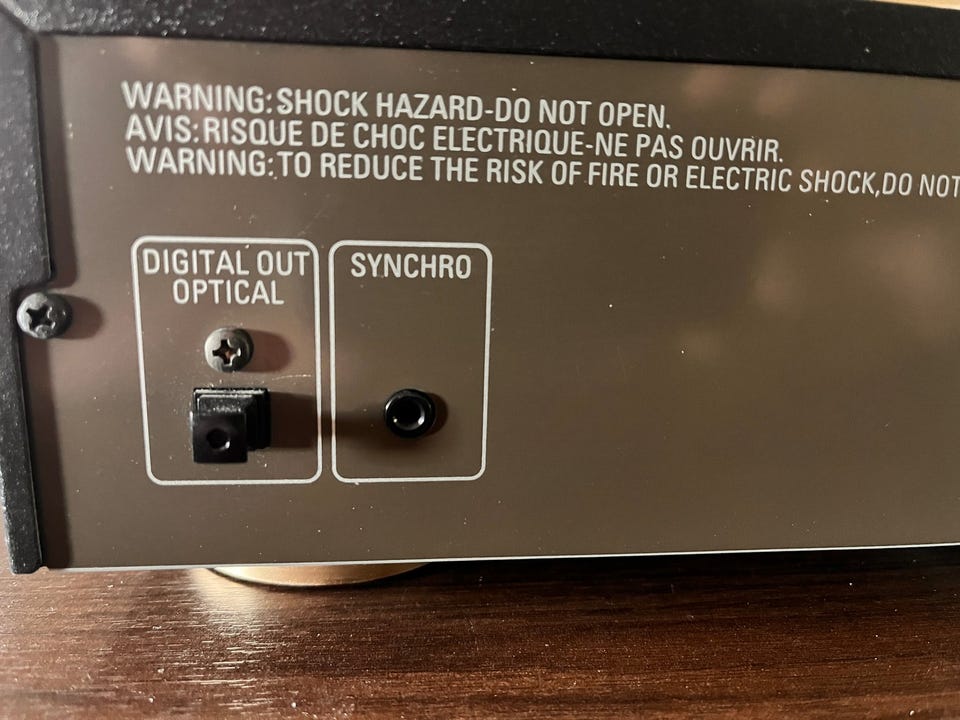 WARNING:SHOCK HAZARD-DO NOT OPEN.
AVIS:RISQUE DE CHOC ELECTRIQUE-NE PAS OUVRIR.
WARNING:TO REDUCE THE RISK OF FIRE OR ELECTRIC SHOCK,DO NOT
DIGITAL OUT
OPTICAL
SYNCHRO